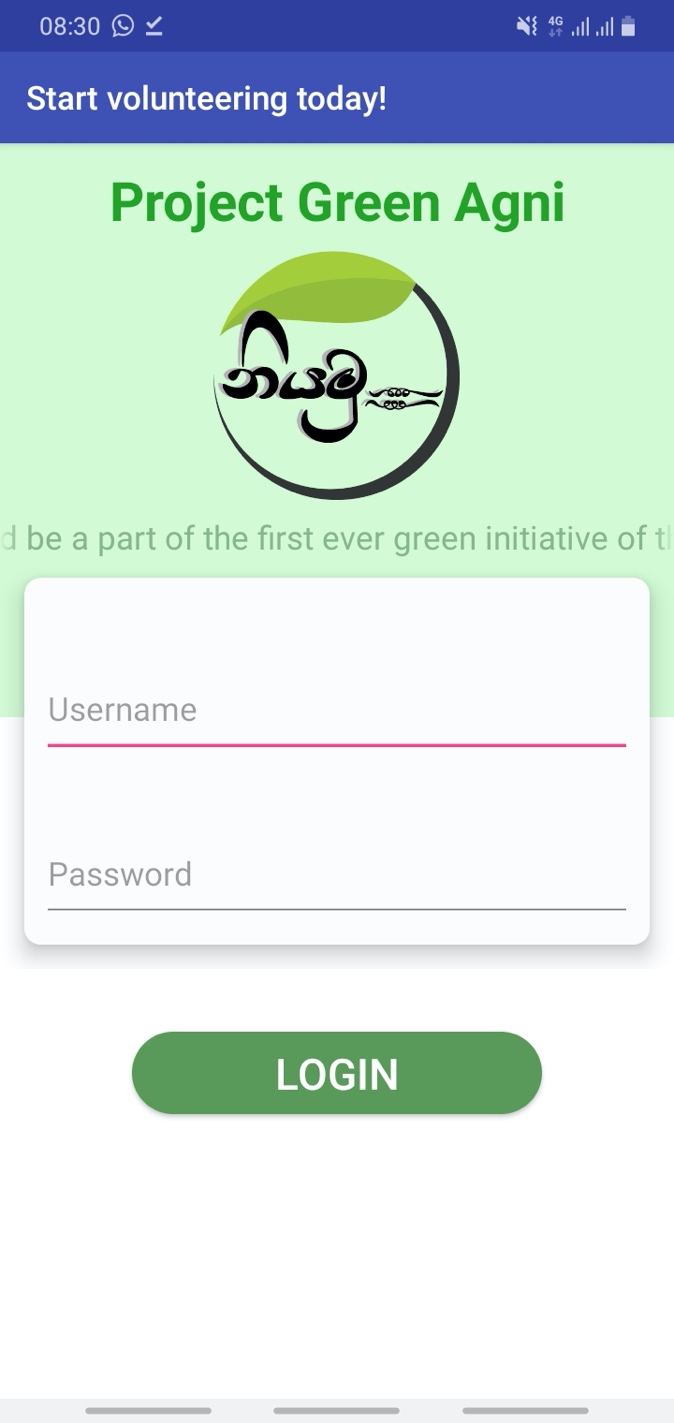 08:30
4G
Start volunteering today!
Project Green Agni
නියමු
d be a part of the first ever green initiative of t
Username
Password
LOGIN